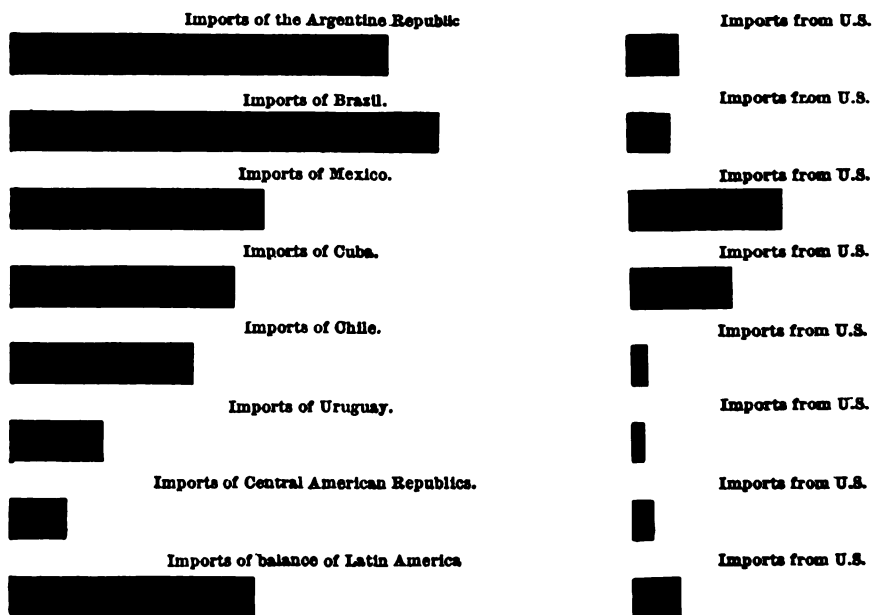 Imports of the Argentine Republic Imports from U.S.
Imports of Brazil. Imports from U.S.
Imports of Mexico. Imports from U.S.
Imports of Cuba. Imports from U.S.
Imports of Chile. Imports from U.S.
Imports of Uruguay. Imports from U.S.
Imports of Central American Republics. Imports from U.S.
Imports of balance of Latin America Imports from U.S.